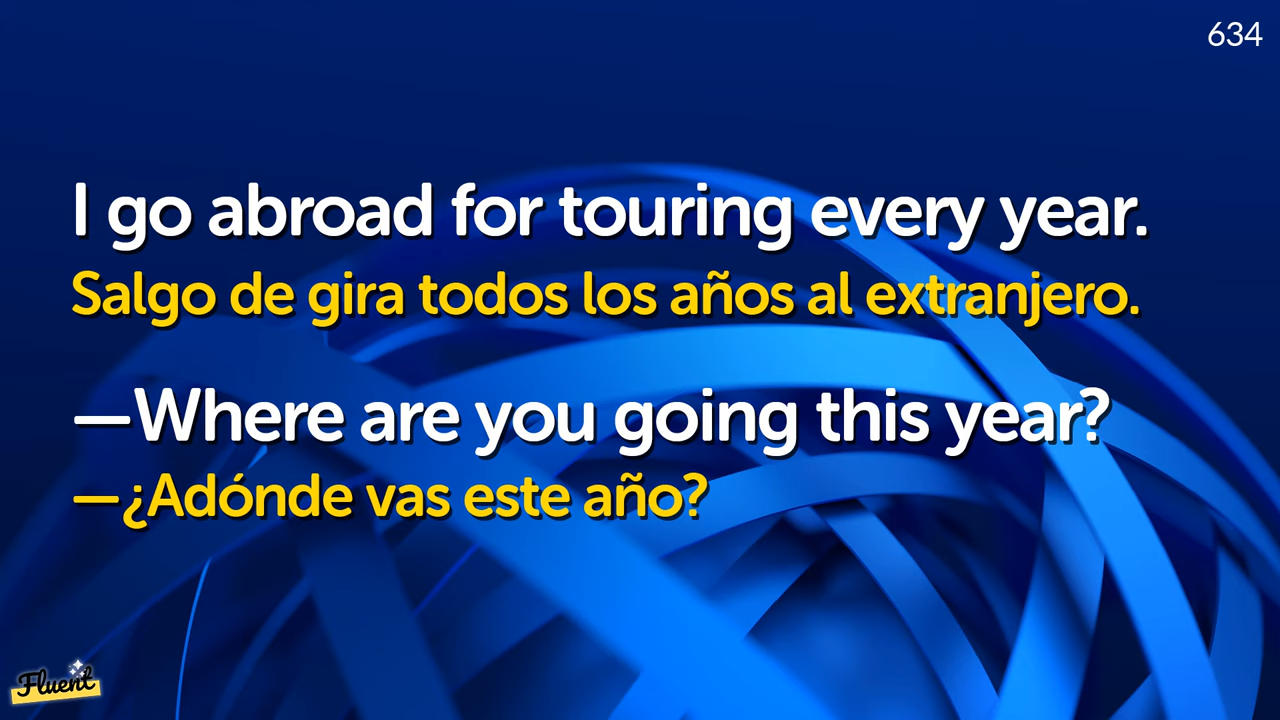 634
I go abroad for touring every year.
Salgo de gira todos los años al extranjero.
—Where are you going this year?
—¿Adónde vas este año?
Fluent